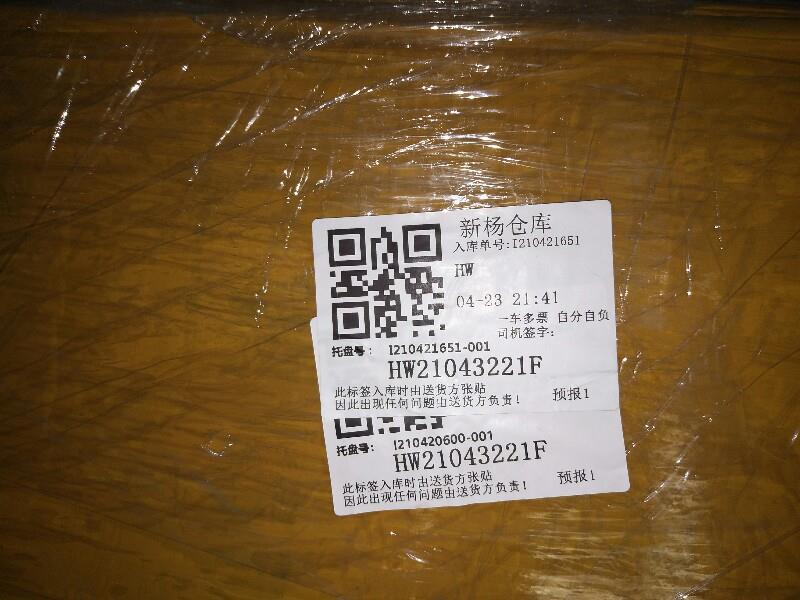 新杨仓库
入库单号:I210421651
HW
04-23 21:41
一车多票 自分自负
司机签字:
托盘号: I210421651-001
HW21043221F
此标签入库时由送货方张贴
因此出现任何问题由送货方负责! 预报1
托盘号: I210420600-001
HW21043221F
此标签入库时由送货方张贴
因此出现任何问题由送货方负责! 预报1